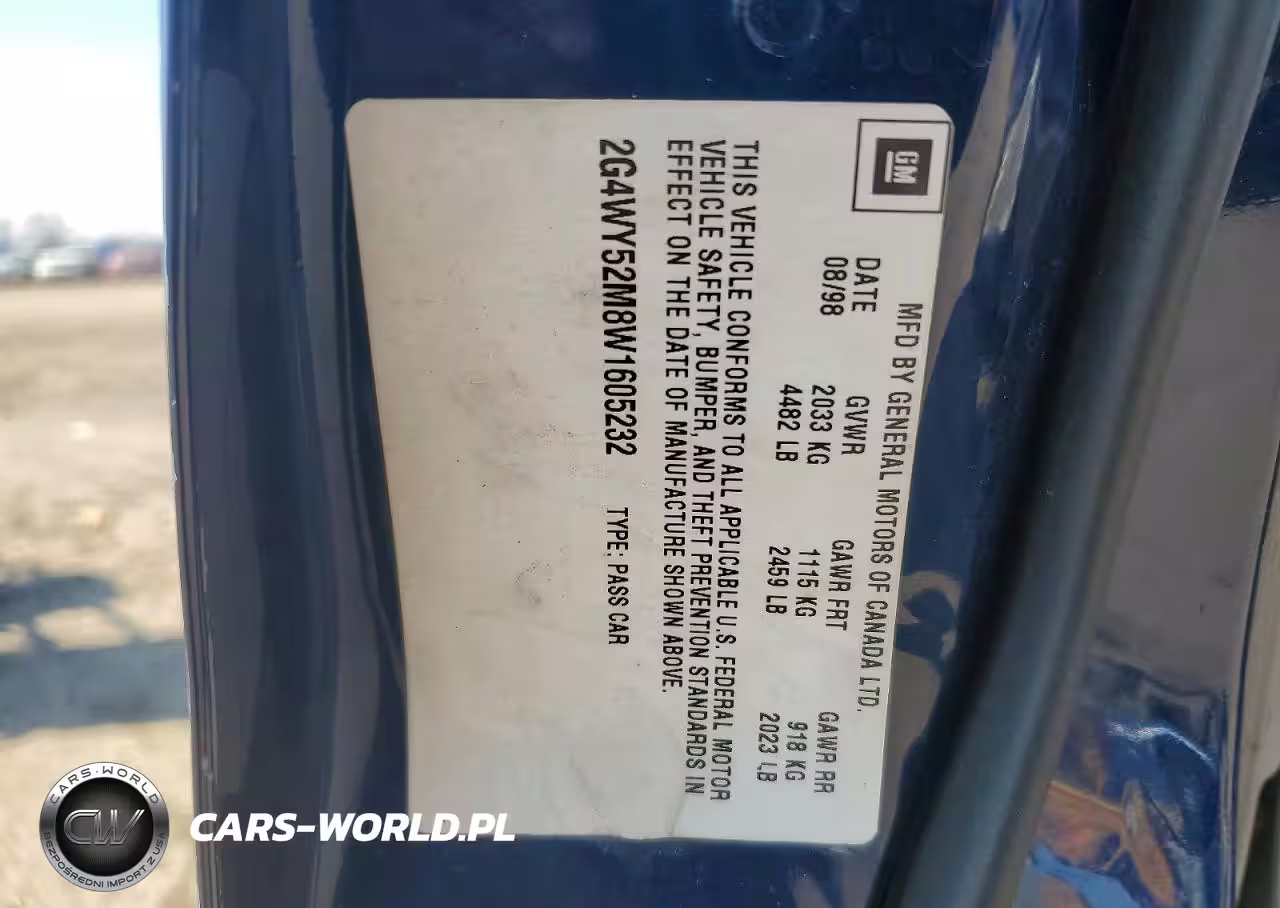 GM
MFD BY GENERAL MOTORS OF CANADA LTD.
DATE GVWR GAWR FRT GAWR RR
08/98 2033 KG 1115 KG 918 KG
4482 LB 2459 LB 2023 LB
THIS VEHICLE CONFORMS TO ALL APPLICABLE U.S. FEDERAL MOTOR
VEHICLE SAFETY, BUMPER, AND THEFT PREVENTION STANDARDS IN
EFFECT ON THE DATE OF MANUFACTURE SHOWN ABOVE.
2G4WY52M8W1605232 TYPE: PASS CAR
CARS-WORLD
CW
BEZPOŚREDNI IMPORT Z USA
CARS-WORLD.PL